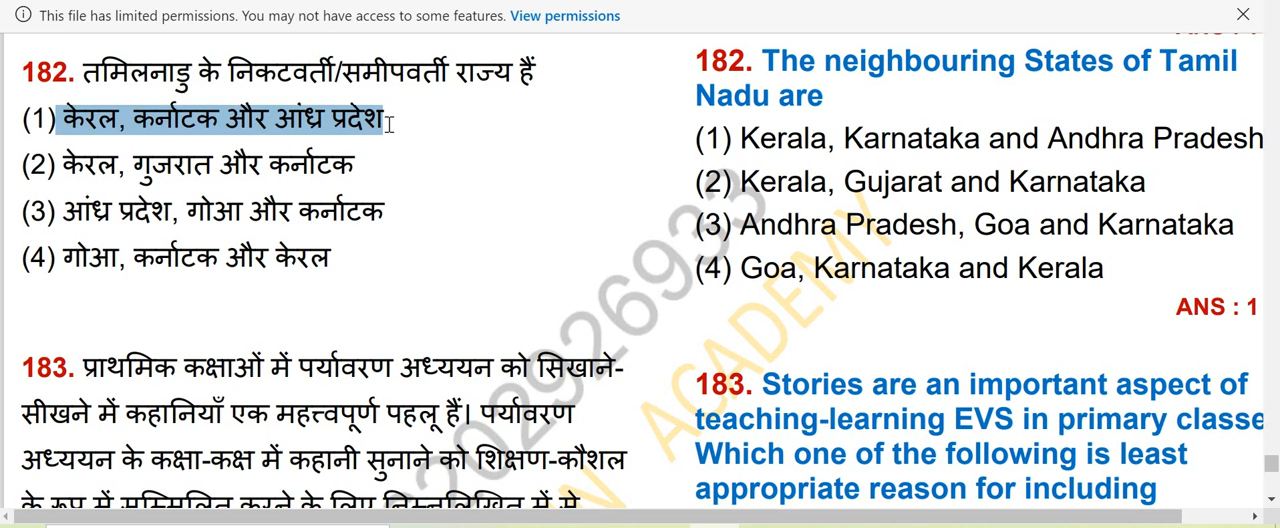 This file has limited permissions. You may not have access to some features. View permissions
182. तमिलनाडु के निकटवर्ती/समीपवर्ती राज्य हैं
(1) केरल, कर्नाटक और आंध्र प्रदेश
(2) केरल, गुजरात और कर्नाटक
(3) आंध्र प्रदेश, गोआ और कर्नाटक
(4) गोआ, कर्नाटक और केरल
183. प्राथमिक कक्षाओं में पर्यावरण अध्ययन को सिखाने-
सीखने में कहानियाँ एक महत्त्वपूर्ण पहलू हैं। पर्यावरण
अध्ययन के कक्षा-कक्ष में कहानी सुनाने को शिक्षण-कौशल
के रूप में सम्मिलित करने के लिए निम्नलिखित में से
182. The neighbouring States of Tamil
Nadu are
(1) Kerala, Karnataka and Andhra Pradesh
(2) Kerala, Gujarat and Karnataka
(3) Andhra Pradesh, Goa and Karnataka
(4) Goa, Karnataka and Kerala
ANS : 1
183. Stories are an important aspect of
teaching-learning EVS in primary classe
Which one of the following is least
appropriate reason for including
ACADEMY